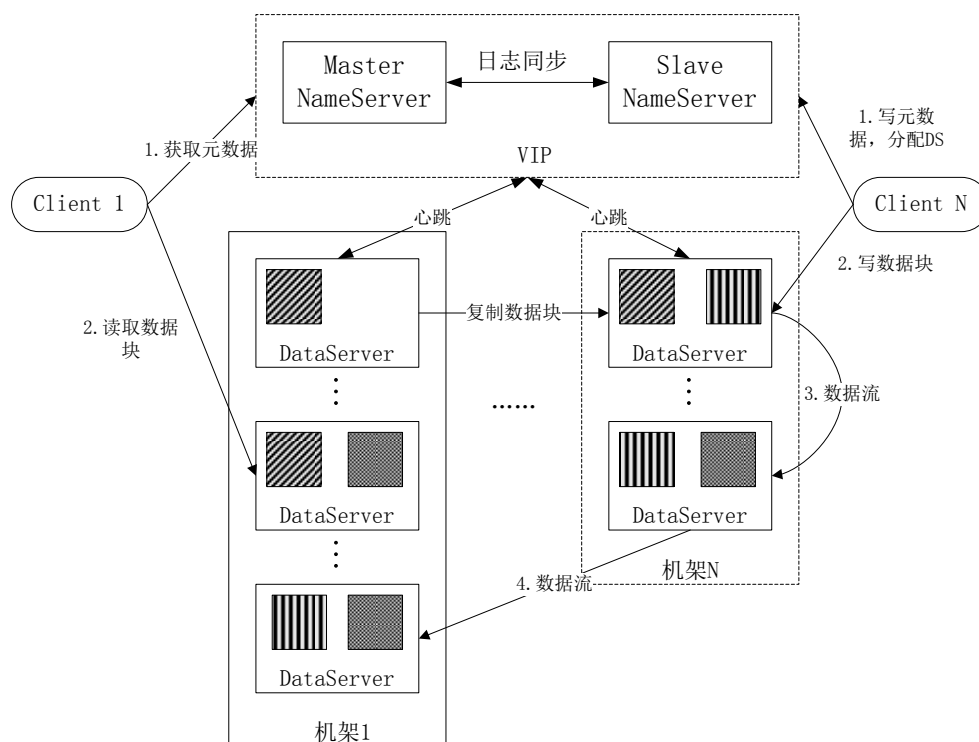 Master
NameServer
日志同步
Slave
NameServer
VIP
1.获取元数据
1.写元数
据, 分配DS
Client 1
Client N
心跳
心跳
2.写数据块
2.读取数据
块
DataServer
复制数据块
DataServer
......
3.数据流
DataServer
DataServer
机架N
4.数据流
DataServer
机架1